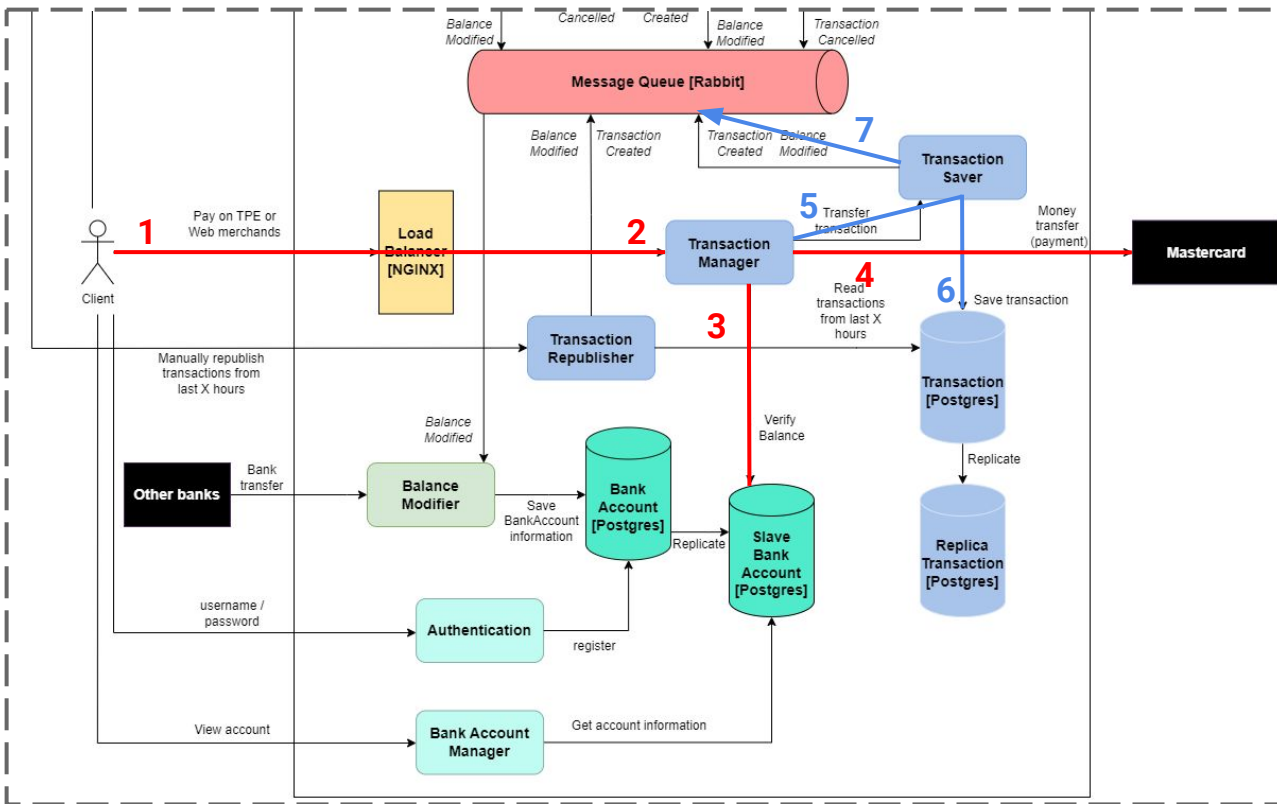 Balance
Modified
Cancelled
Created
Balance
Modified
Transaction
Cancelled
Message Queue [Rabbit]
Balance
Modified
Transaction
Created
Transaction
Created
Balance
Modified
7
Transaction
Saver
Pay on TPE or
Web merchants
1
Load
Balancer
[NGINX]
2
Transaction
Manager
5
Transfer
transaction
Money
transfer
(payment)
4
Mastercard
Client
3
Read
transactions
from last X
hours
6
Save transaction
Manually republish
transactions from
last X hours
Transaction
Republisher
Transaction
[Postgres]
Balance
Modified
Verify
Balance
Replicate
Other banks
Bank
transfer
Balance
Modifier
Save
BankAccount
information
Bank
Account
[Postgres]
Replicate
Slave
Bank
Account
[Postgres]
Replica
Transaction
[Postgres]
username /
password
Authentication
register
View account
Bank Account
Manager
Get account information